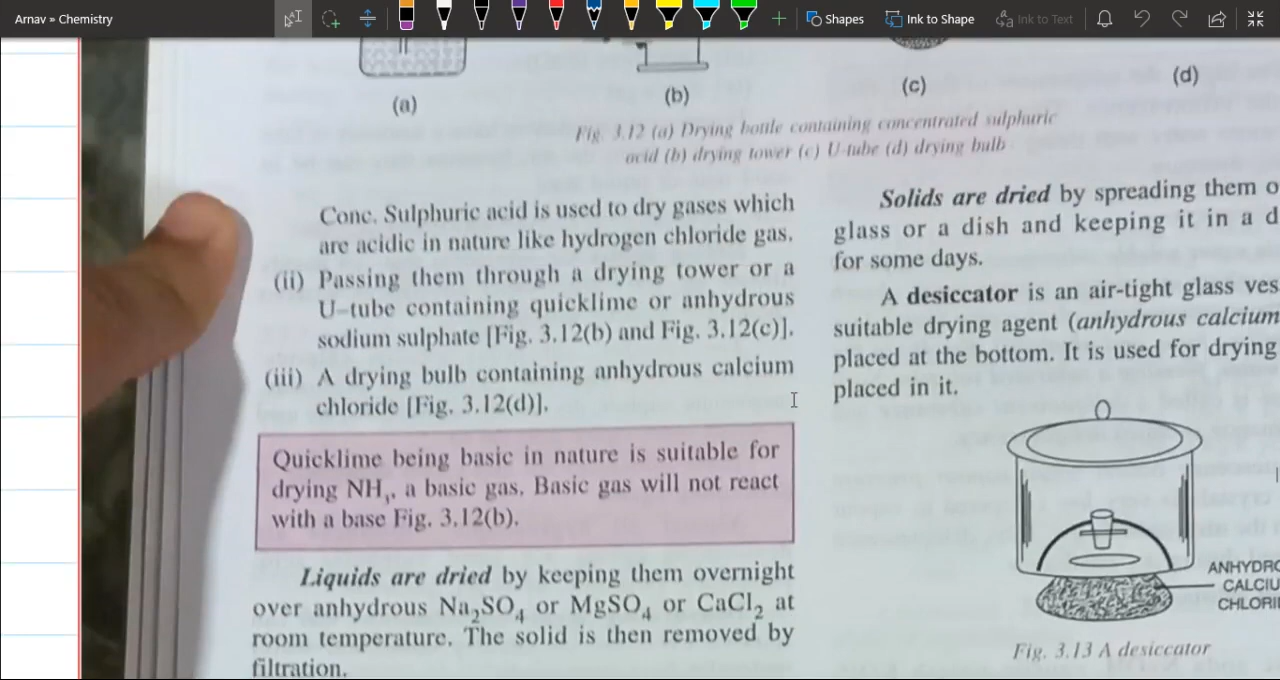 Arnav » Chemistry
Shapes
Ink to Shape
Ink to Text
(a)
(b)
(c)
(d)
Fig. 3.12 (a) Drying bottle containing concentrated sulphuric
acid (b) drying tower (c) U-tube (d) drying bulb
Conc. Sulphuric acid is used to dry gases which
are acidic in nature like hydrogen chloride gas.
(ii) Passing them through a drying tower or a
U–tube containing quicklime or anhydrous
sodium sulphate [Fig. 3.12(b) and Fig. 3.12(c)].
(iii) A drying bulb containing anhydrous calcium
chloride [Fig. 3.12(d)].
Quicklime being basic in nature is suitable for
drying NH₃, a basic gas. Basic gas will not react
with a base Fig. 3.12(b).
Liquids are dried by keeping them overnight
over anhydrous Na₂SO₄ or MgSO₄ or CaCl₂ at
room temperature. The solid is then removed by
filtration.
Solids are dried by spreading them o
glass or a dish and keeping it in a d
for some days.
A desiccator is an air-tight glass ves
suitable drying agent (anhydrous calcium
placed at the bottom. It is used for drying
placed in it.
ANHYDRO
CALCIU
CHLORI
Fig. 3.13 A desiccator